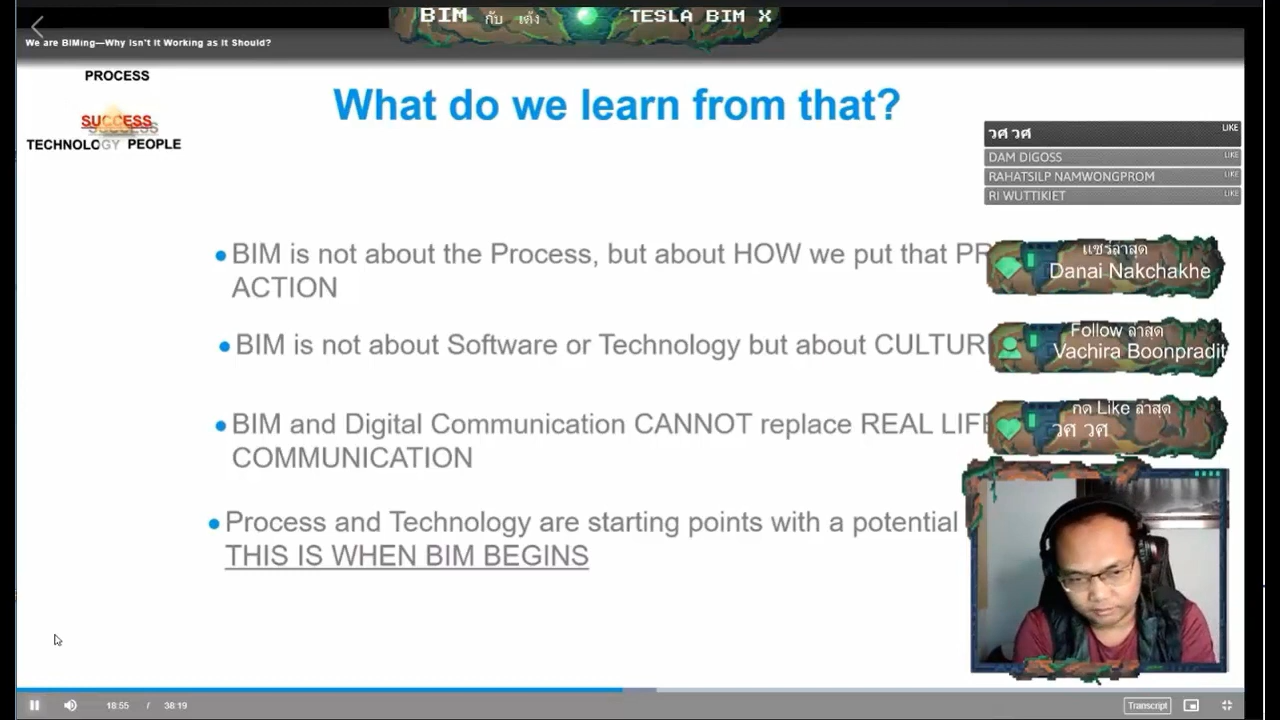 BIM กับ เต้ง TESLA BIM X
We are BIMing—Why Isn't It Working as It Should?
PROCESS
SUCCESS
TECHNOLOGY PEOPLE
What do we learn from that?
วศ วศ LIKE
DAM DIGOSS LIKE
RAHATSILP NAMWONGPROM LIKE
RI WUTTIKIET LIKE
BIM is not about the Process, but about HOW we put that PR
ACTION
BIM is not about Software or Technology but about CULTUR
BIM and Digital Communication CANNOT replace REAL LIFE
COMMUNICATION
Process and Technology are starting points with a potential
THIS IS WHEN BIM BEGINS
แชร์ล่าสุด
Danai Nakchakhe
Follow ล่าสุด
Vachira Boonpradit
กด Like ล่าสุด
วศ วศ
18:55 / 38:19
Transcript